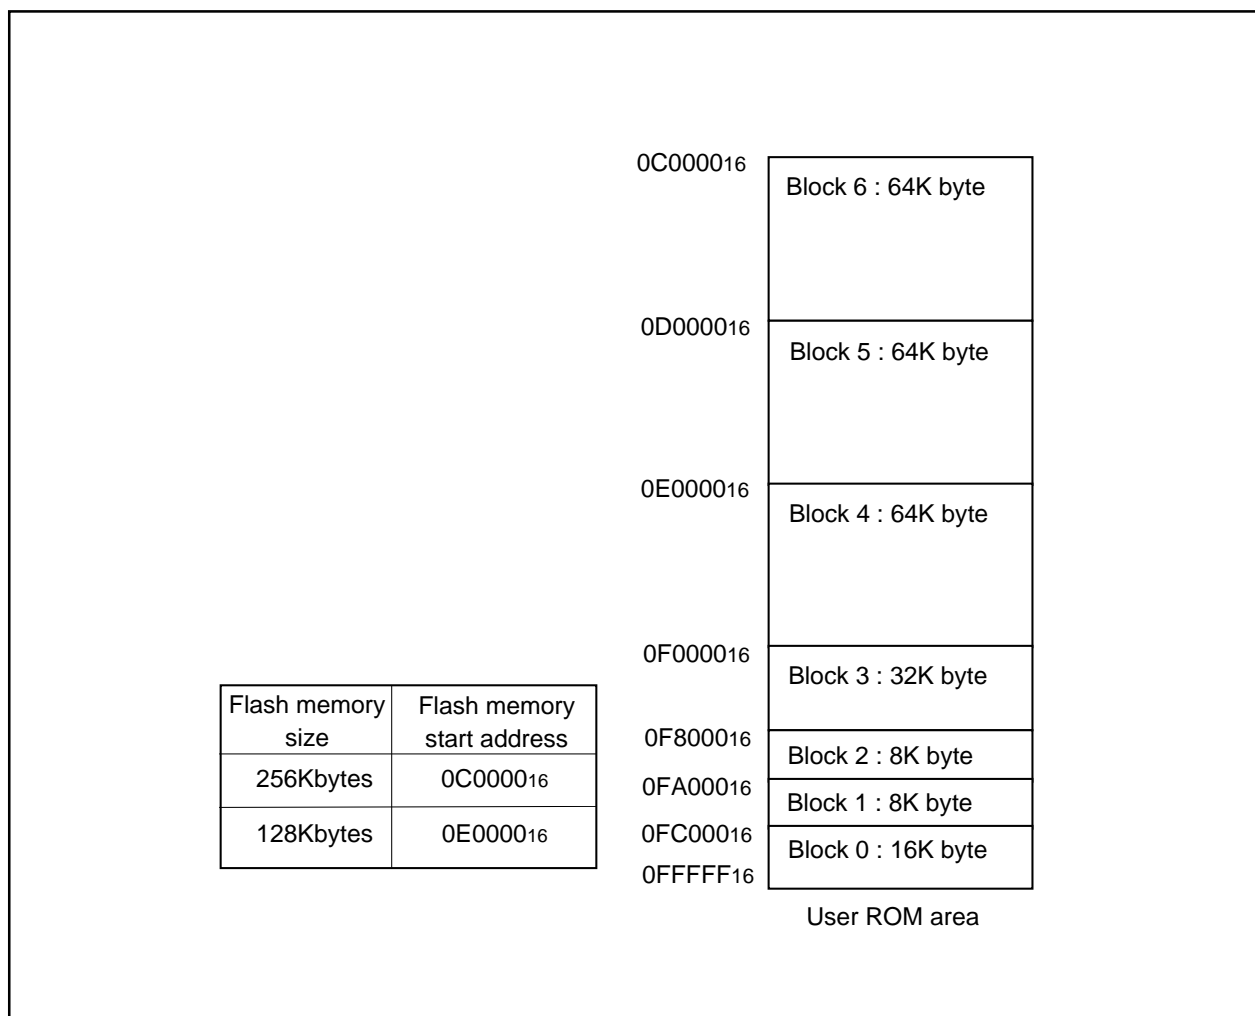 0C000016
Block 6 : 64K byte
0D000016
Block 5 : 64K byte
0E000016
Block 4 : 64K byte
0F000016
Block 3 : 32K byte
0F800016
Block 2 : 8K byte
0FA00016
Block 1 : 8K byte
0FC00016
Block 0 : 16K byte
0FFFFF16
User ROM area
Flash memory size
Flash memory start address
256Kbytes
0C000016
128Kbytes
0E000016